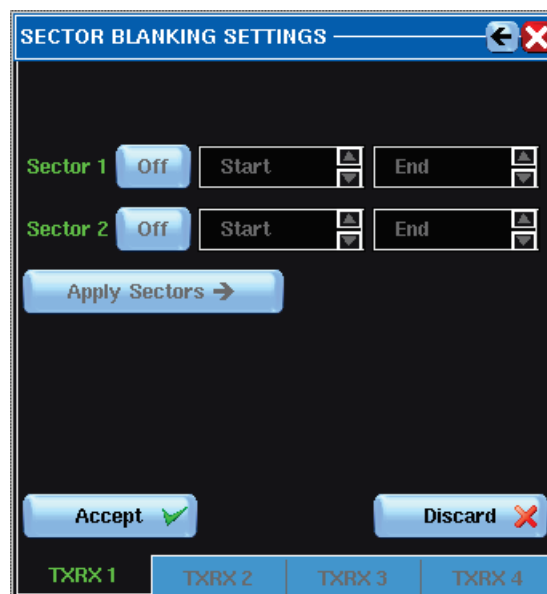 SECTOR BLANKING SETTINGS
Sector 1 Off Start End
Sector 2 Off Start End
Apply Sectors →
Accept Discard
TXRX 1 TXRX 2 TXRX 3 TXRX 4